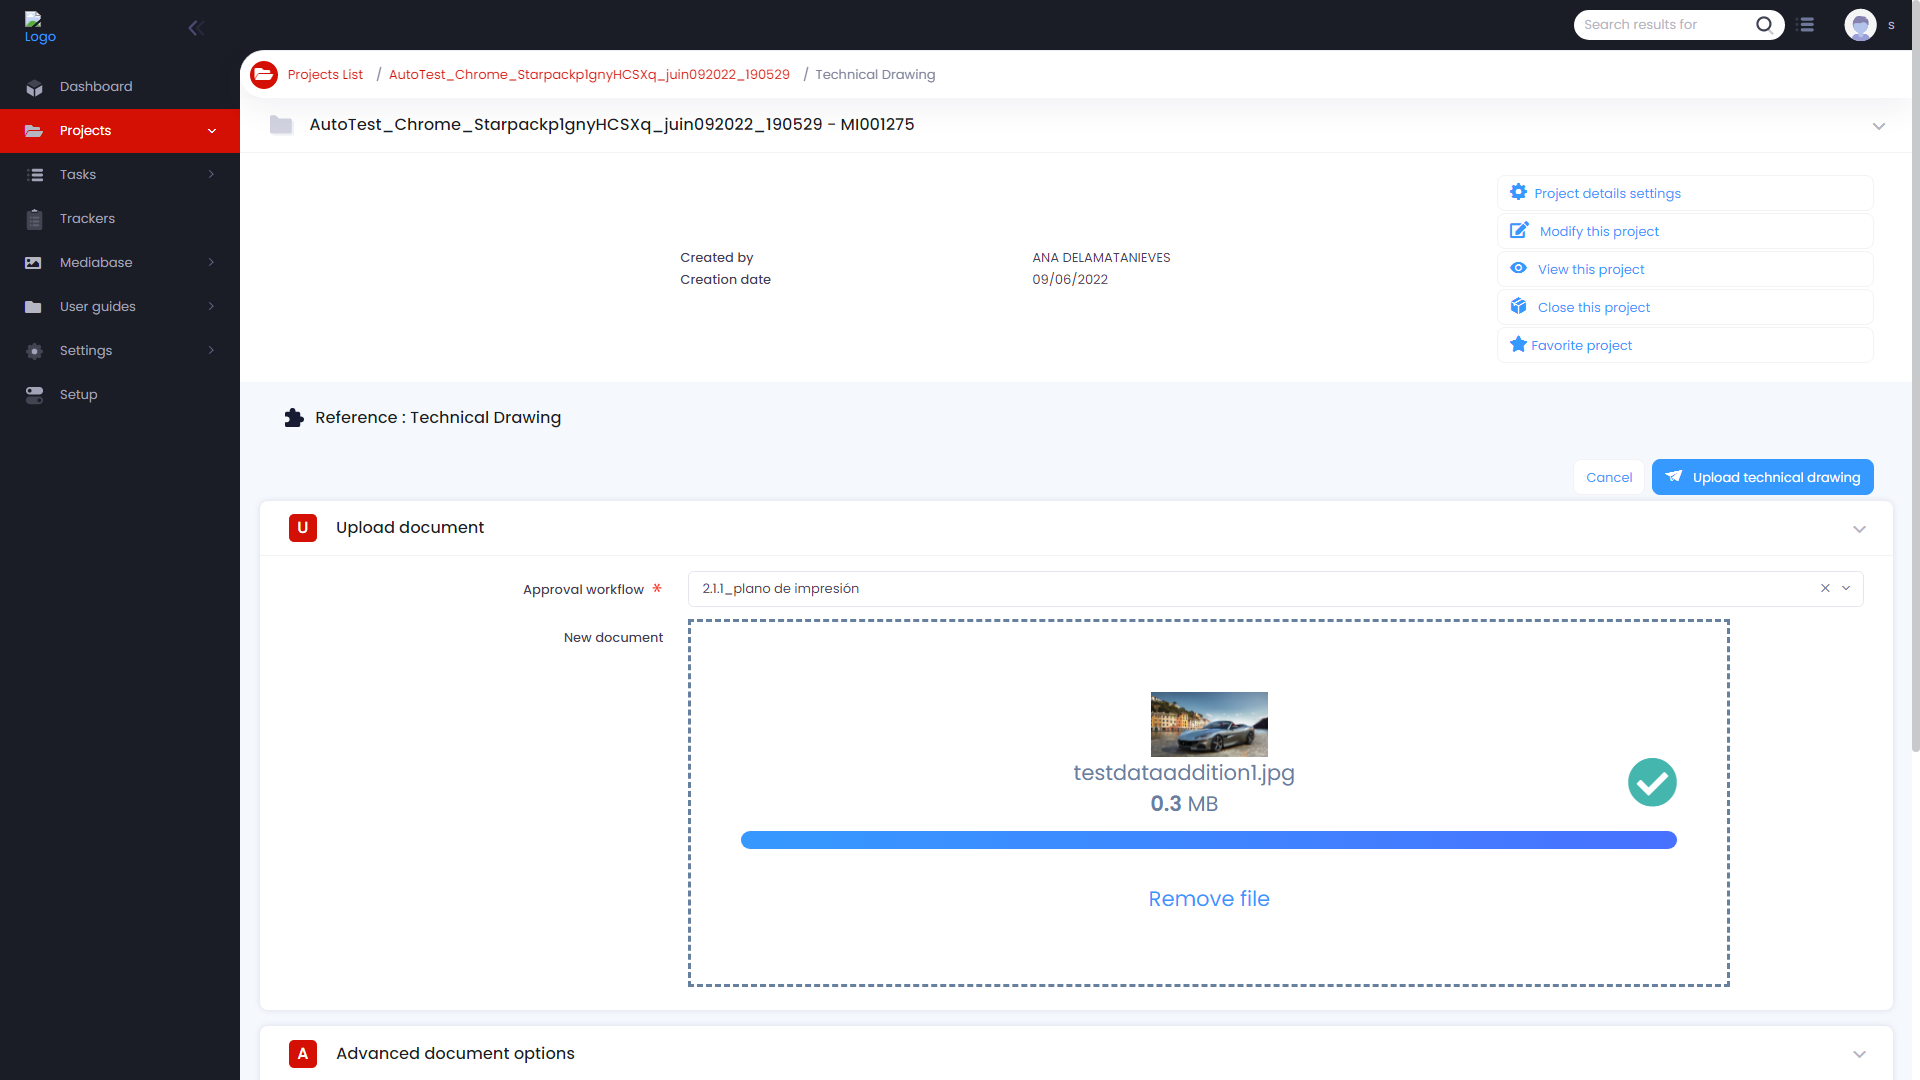 Logo
Search results for
s
Dashboard
Projects
Tasks
Trackers
Mediabase
User guides
Settings
Setup
Projects List / AutoTest_Chrome_Starpackp1gnyHCSXq_juin092022_190529 / Technical Drawing
AutoTest_Chrome_Starpackp1gnyHCSXq_juin092022_190529 - MI001275
Created by ANA DELAMATANIEVES
Creation date 09/06/2022
Project details settings
Modify this project
View this project
Close this project
Favorite project
Reference : Technical Drawing
Cancel
Upload technical drawing
U Upload document
Approval workflow * 2.1.1_plano de impresión
New document
testdataaddition1.jpg
0.3 MB
Remove file
A Advanced document options